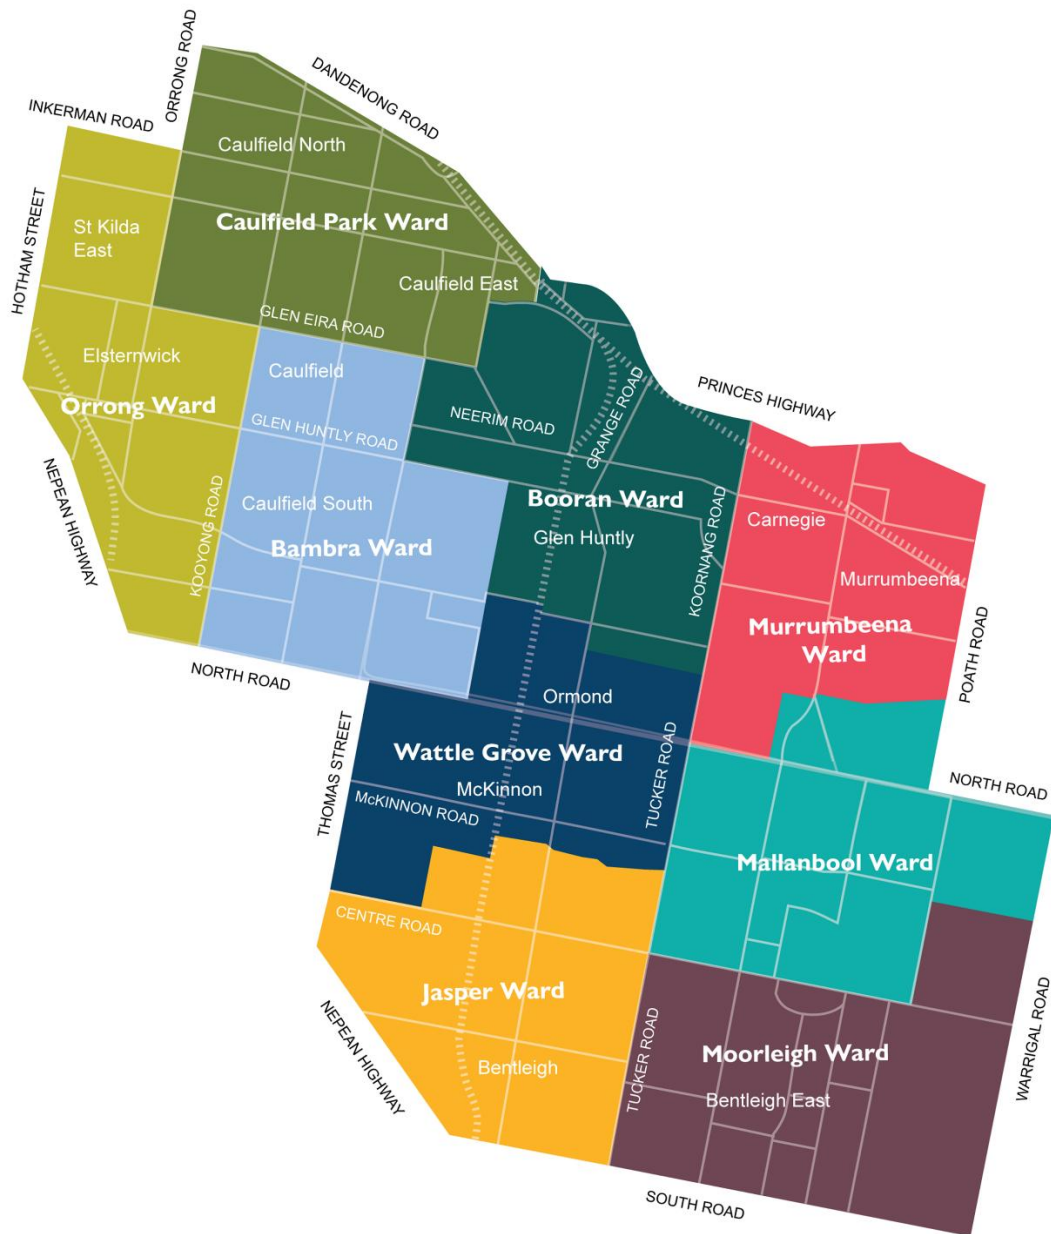 ORRONG ROAD
DANDENONG ROAD
INKERMAN ROAD
Caulfield North
HOTHAM STREET
St Kilda
East
Caulfield Park Ward
Caulfield East
GLEN EIRA ROAD
Elsternwick
Caulfield
Orrong Ward
GLEN HUNTLY ROAD
NEERIM ROAD
GRANGE ROAD
PRINCES HIGHWAY
NEPEAN HIGHWAY
KOOYONG ROAD
Caulfield South
Bambra Ward
Booran Ward
Glen Huntly
KOORNANG ROAD
Carnegie
Murrumbeena
Murrumbeena
Ward
POATH ROAD
NORTH ROAD
Ormond
THOMAS STREET
Wattle Grove Ward
McKinnon
McKINNON ROAD
TUCKER ROAD
NORTH ROAD
Mallanbool Ward
CENTRE ROAD
Jasper Ward
NEPEAN HIGHWAY
Bentleigh
TUCKER ROAD
Moorleigh Ward
Bentleigh East
WARRIGAL ROAD
SOUTH ROAD